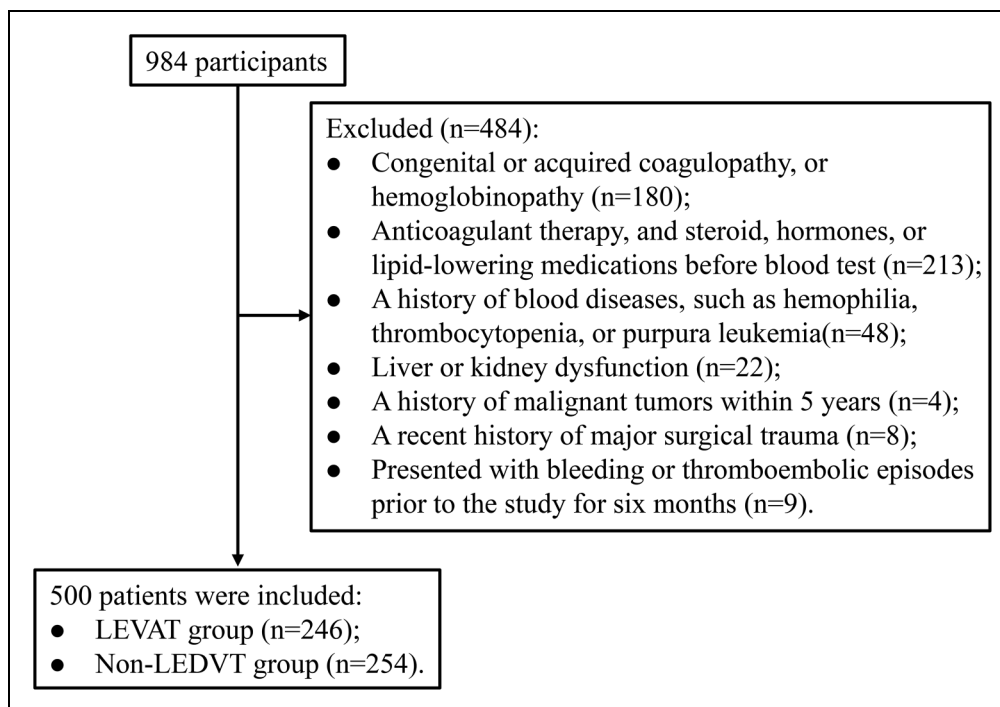 984 participants
Excluded (n=484):
● Congenital or acquired coagulopathy, or
hemoglobinopathy (n=180);
● Anticoagulant therapy, and steroid, hormones, or
lipid-lowering medications before blood test (n=213);
● A history of blood diseases, such as hemophilia,
thrombocytopenia, or purpura leukemia(n=48);
● Liver or kidney dysfunction (n=22);
● A history of malignant tumors within 5 years (n=4);
● A recent history of major surgical trauma (n=8);
● Presented with bleeding or thromboembolic episodes
prior to the study for six months (n=9).
500 patients were included:
● LEVAT group (n=246);
● Non-LEDVT group (n=254).